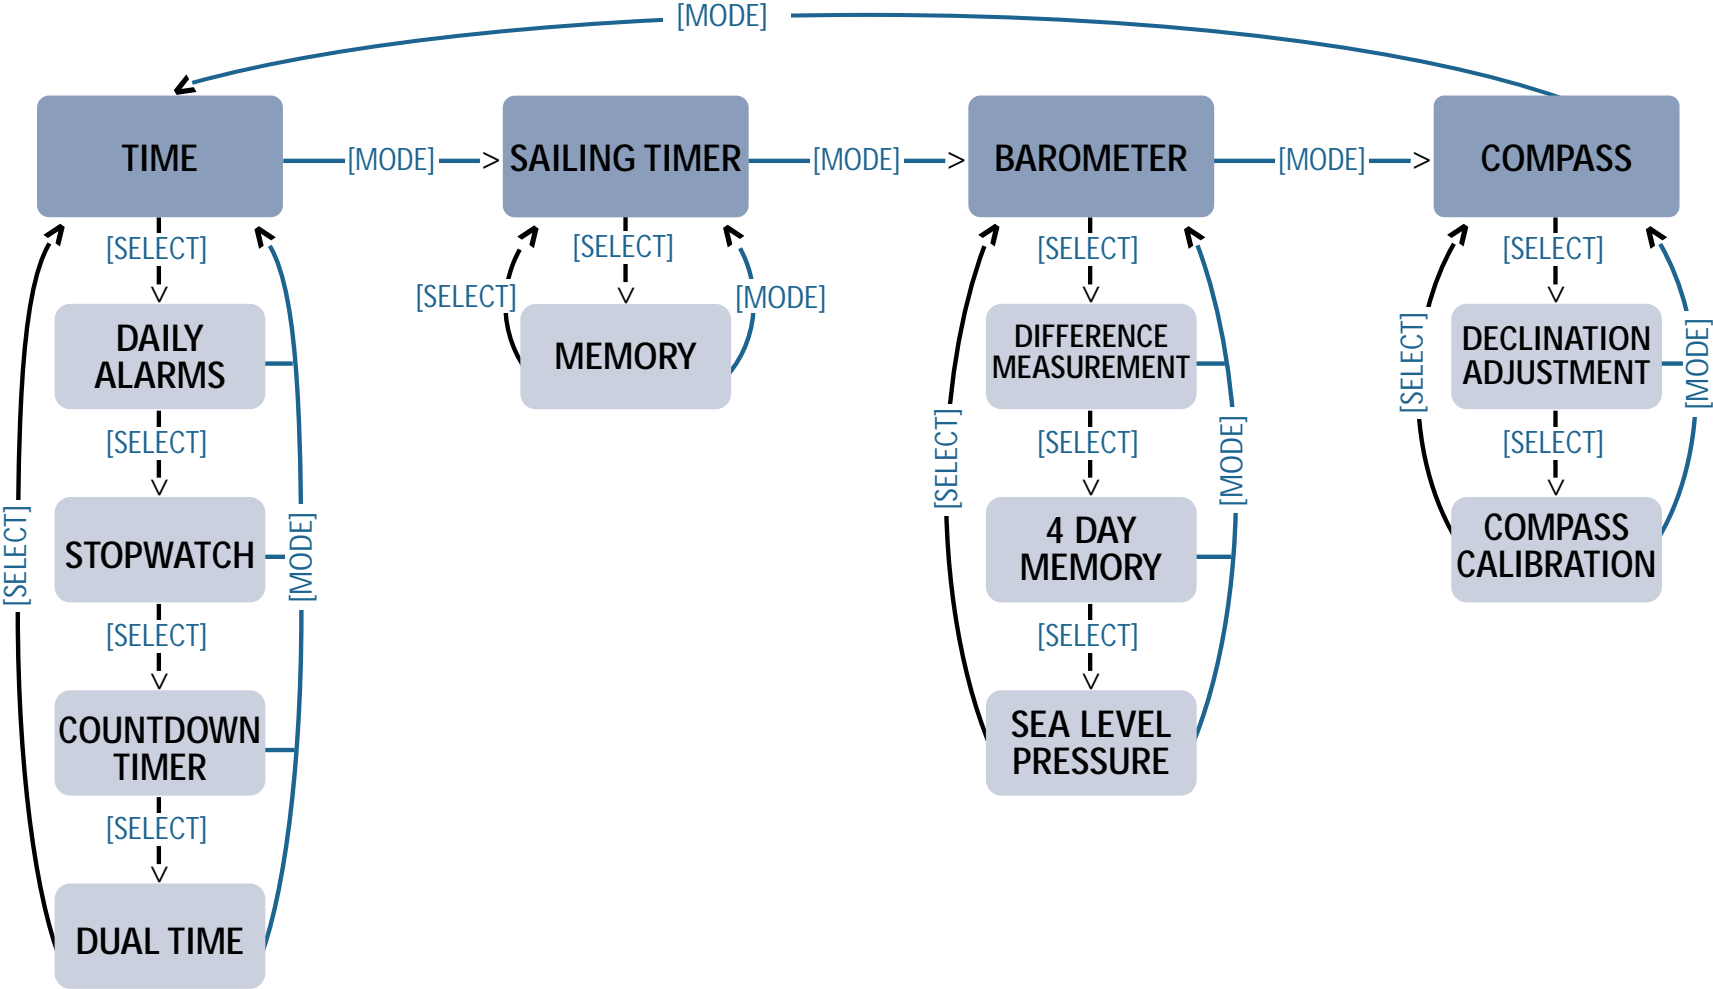 [MODE]
TIME
[MODE]
SAILING TIMER
[MODE]
BAROMETER
[MODE]
COMPASS
[SELECT]
DAILY
ALARMS
[SELECT]
STOPWATCH
[SELECT]
COUNTDOWN
TIMER
[SELECT]
DUAL TIME
[SELECT]
[MODE]
[SELECT]
[SELECT]
[MODE]
MEMORY
[SELECT]
DIFFERENCE
MEASUREMENT
[SELECT]
4 DAY
MEMORY
[SELECT]
SEA LEVEL
PRESSURE
[SELECT]
[MODE]
[SELECT]
DECLINATION
ADJUSTMENT
[SELECT]
COMPASS
CALIBRATION
[SELECT]
[MODE]